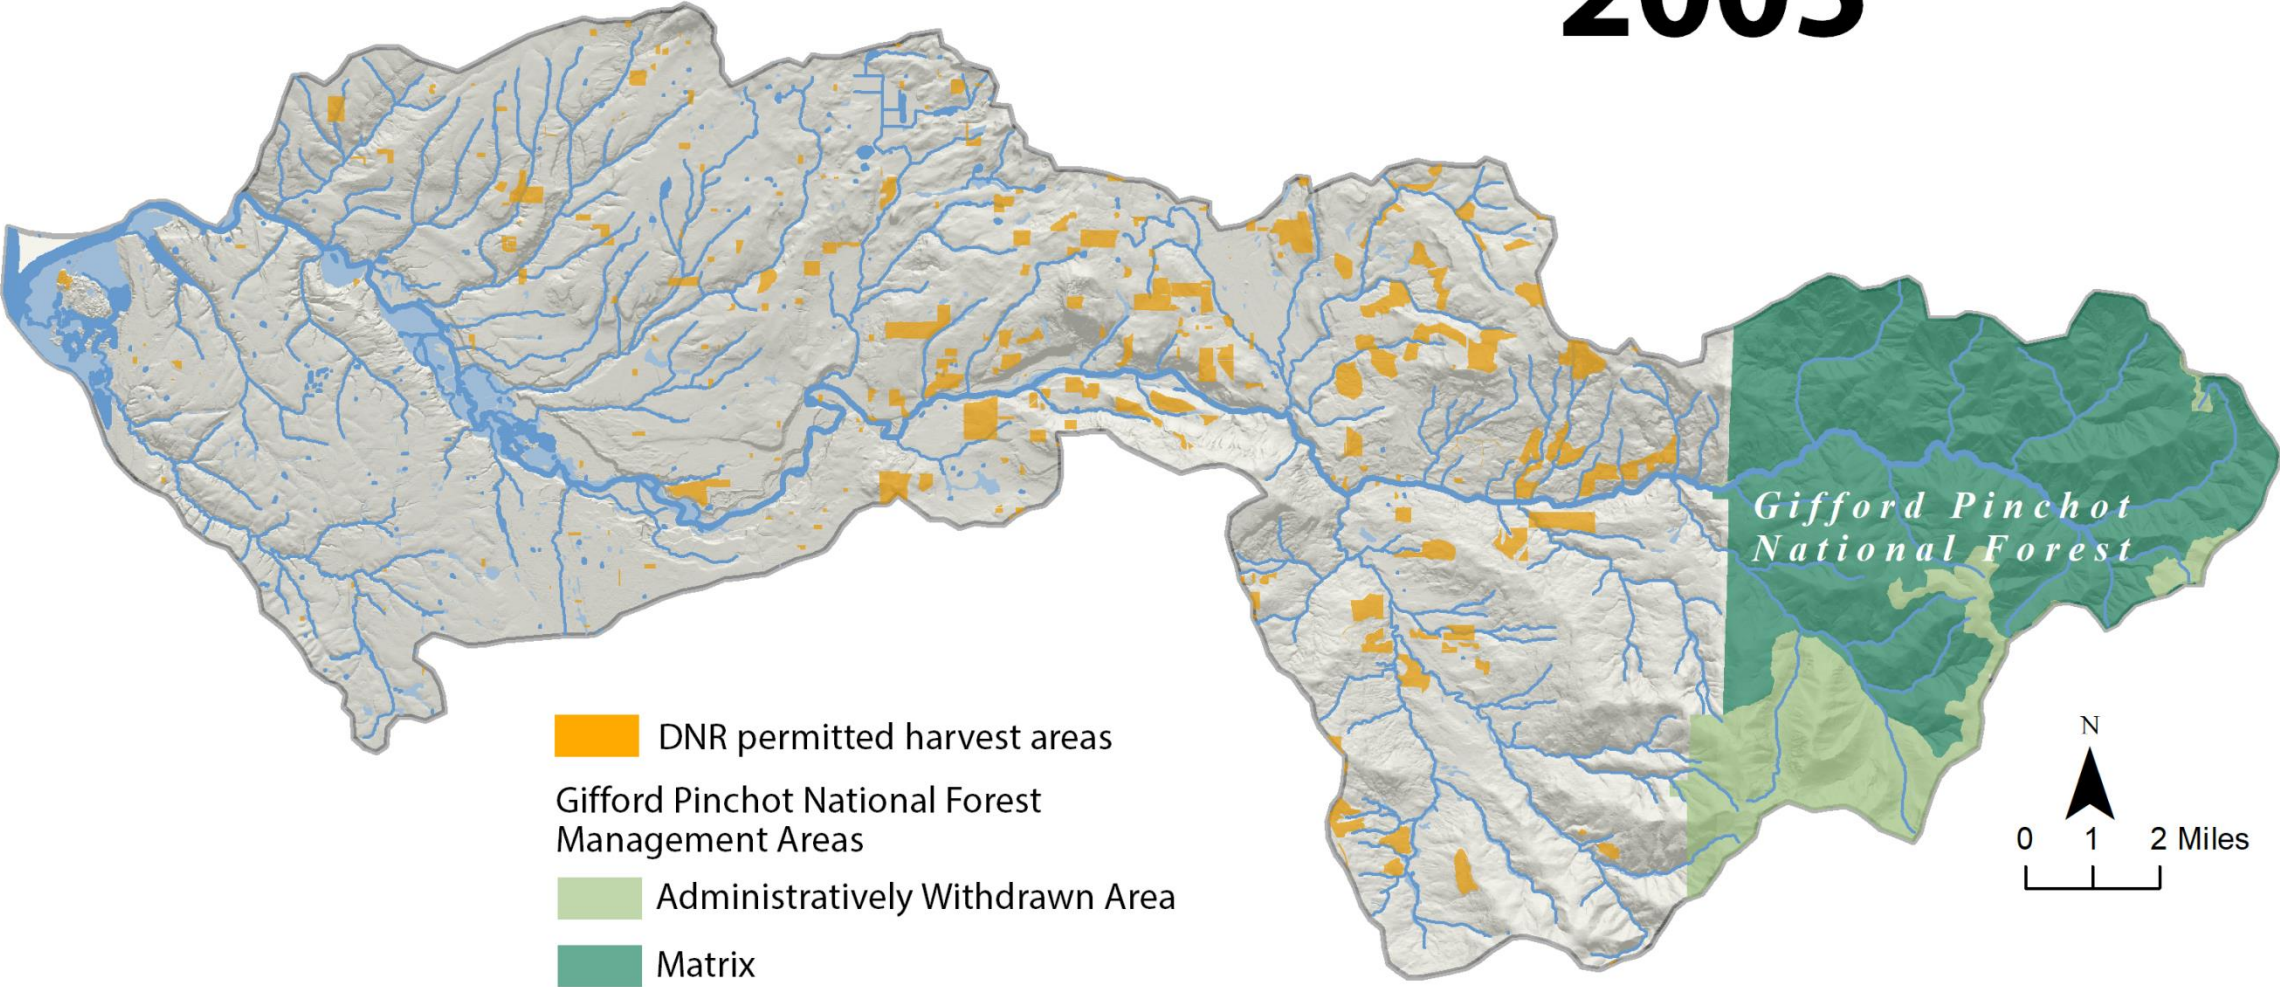 Gifford Pinchot
National Forest
DNR permitted harvest areas
Gifford Pinchot National Forest
Management Areas
Administratively Withdrawn Area
Matrix
N
0 1 2 Miles